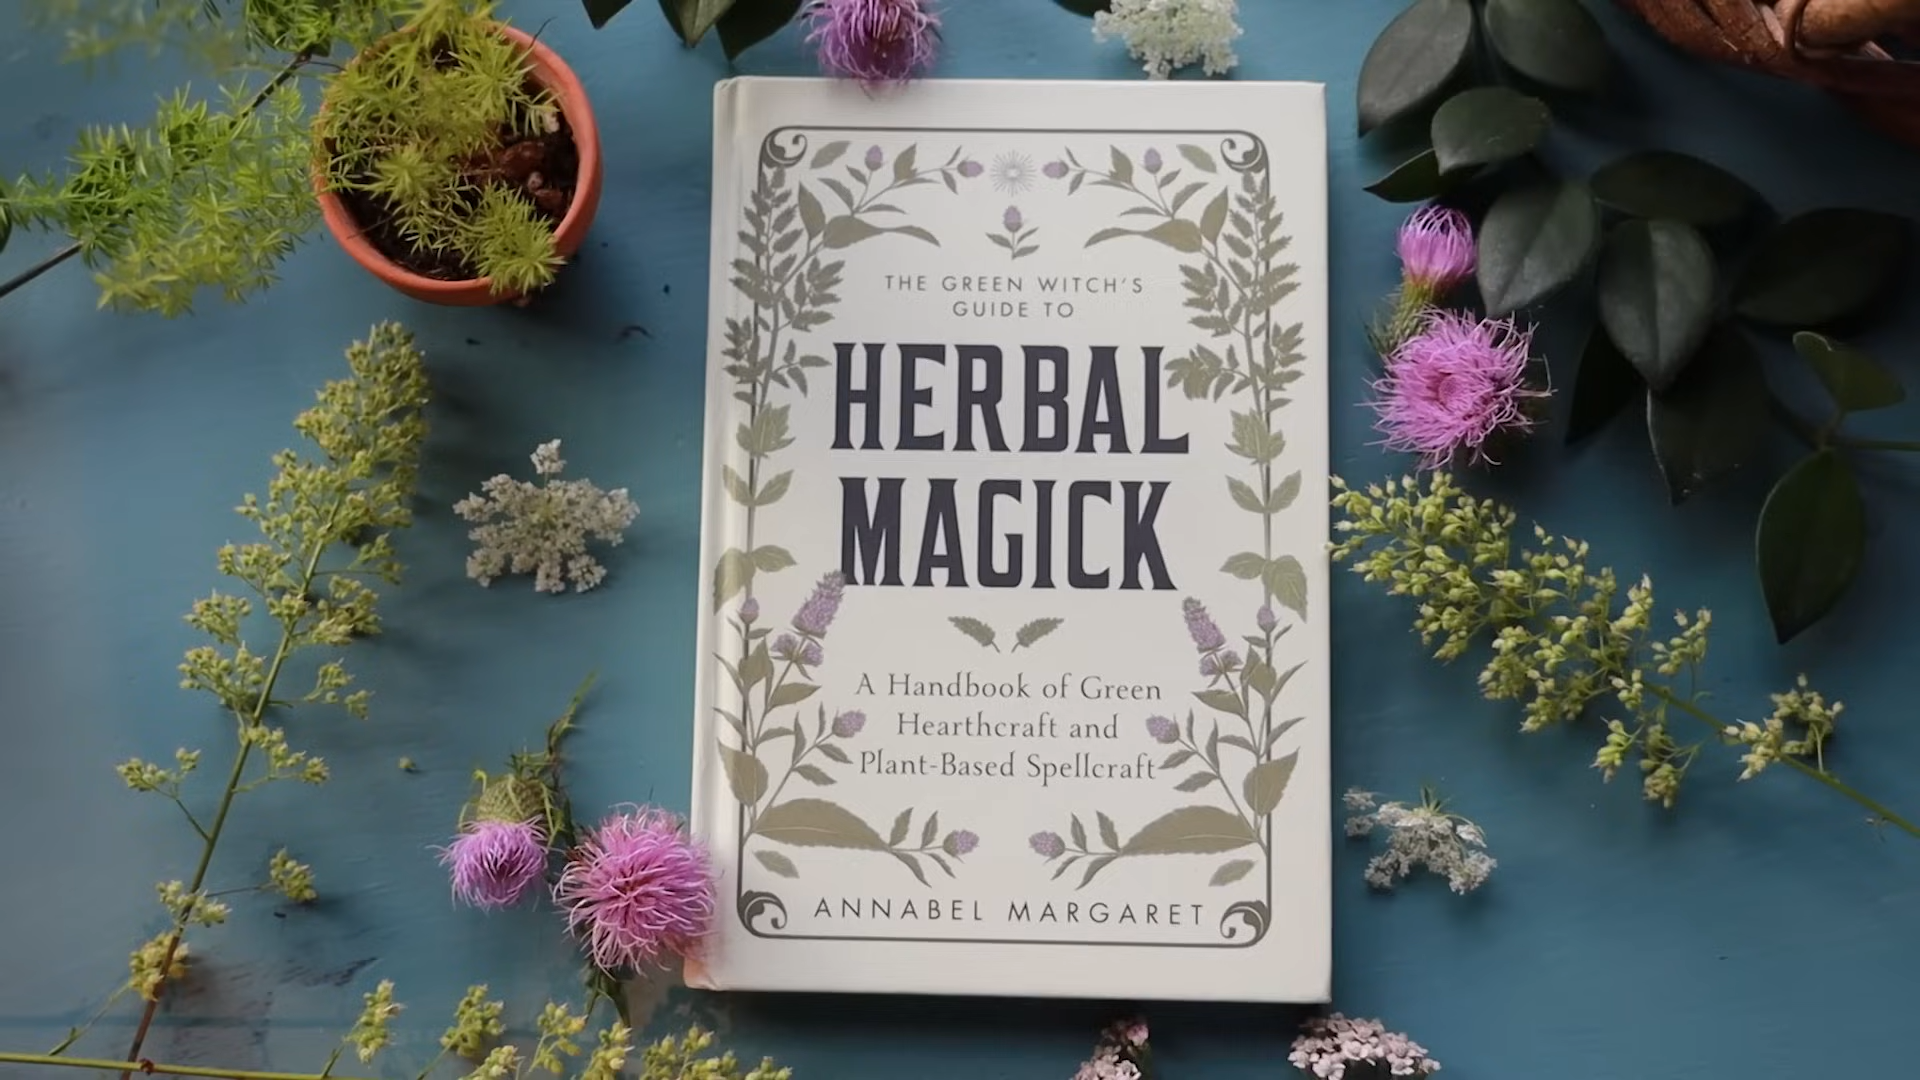 THE GREEN WITCH'S
GUIDE TO
HERBAL
MAGICK
A Handbook of Green
Hearthcraft and
Plant-Based Spellcraft
ANNABEL MARGARET